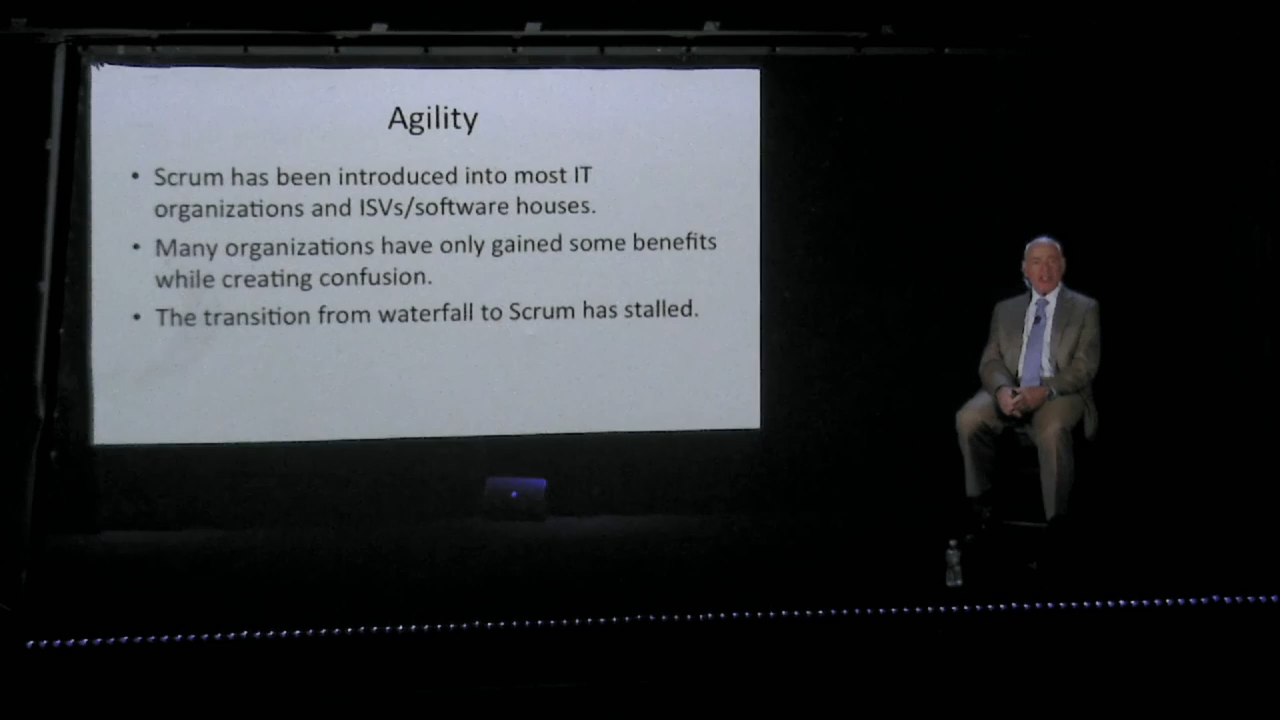 Agility
• Scrum has been introduced into most IT
organizations and ISVs/software houses.
• Many organizations have only gained some benefits
while creating confusion.
• The transition from waterfall to Scrum has stalled.